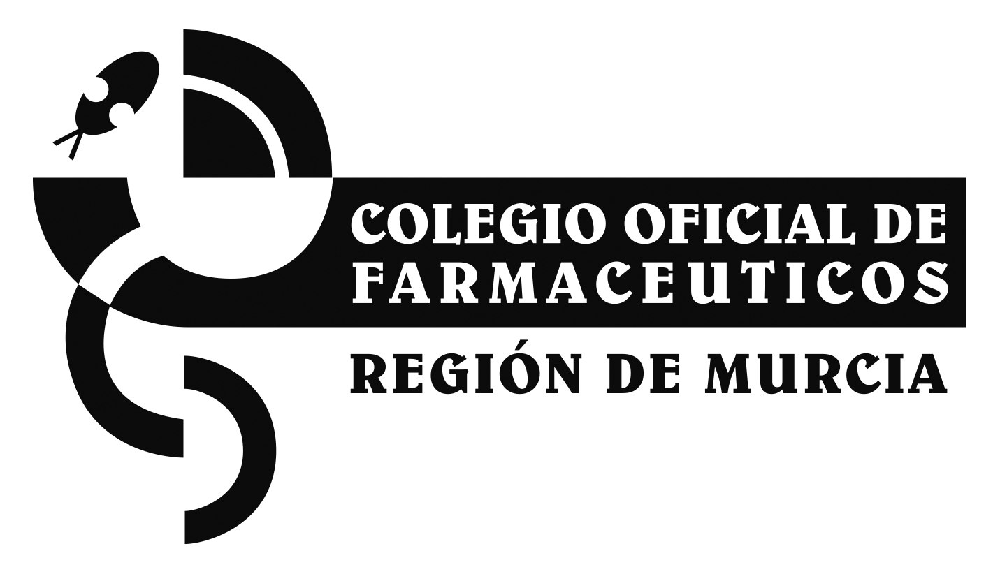 COLEGIO OFICIAL DE
FARMACEUTICOS
REGIÓN DE MURCIA